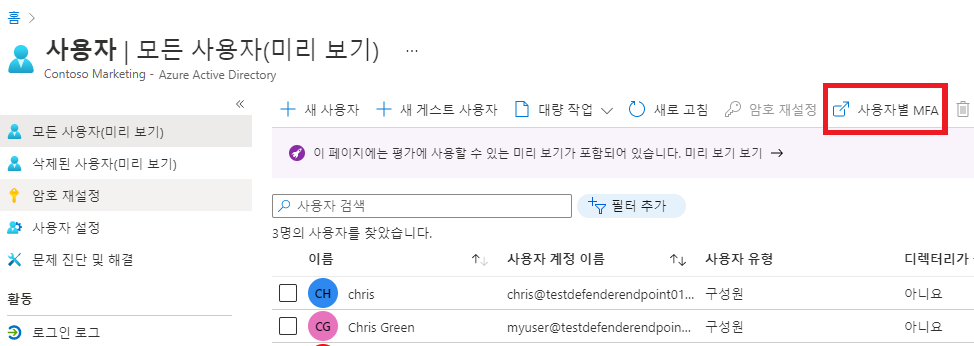 홈
사용자 | 모든 사용자(미리 보기) ...
Contoso Marketing - Azure Active Directory
모든 사용자(미리 보기)
삭제된 사용자(미리 보기)
암호 재설정
사용자 설정
문제 진단 및 해결
활동
로그인 로그
새 사용자 새 게스트 사용자 대량 작업 새로 고침 암호 재설정 사용자별 MFA
이 페이지에는 평가에 사용할 수 있는 미리 보기가 포함되어 있습니다. 미리 보기 보기 →
사용자 검색 필터 추가
3명의 사용자를 찾았습니다.
이름 사용자 계정 이름 사용자 유형 디렉터리가
CH chris chris@testdefenderendpoint01... 구성원 아니요
CG Chris Green myuser@testdefenderendpoin... 구성원 아니요